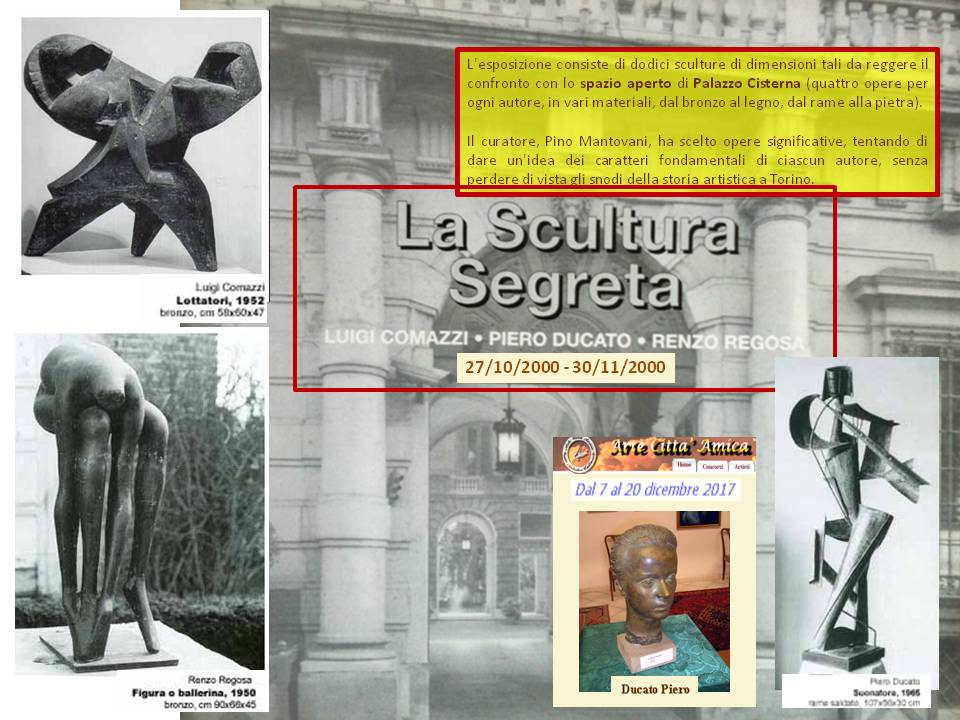 L'esposizione consiste di dodici sculture di dimensioni tali da reggere il
confronto con lo spazio aperto di Palazzo Cisterna (quattro opere per
ogni autore, in vari materiali, dal bronzo al legno, dal rame alla pietra).
Il curatore, Pino Mantovani, ha scelto opere significative, tentando di
dare un'idea dei caratteri fondamentali di ciascun autore, senza
perdere di vista gli snodi della storia artistica a Torino.
La Scultura
Segreta
LUIGI COMAZZI • PIERO DUCATO • RENZO REGOSA
27/10/2000 - 30/11/2000
Luigi Comazzi
Lottatori, 1952
bronzo, cm 58x60x47
Renzo Regosa
Figura o ballerina, 1950
bronzo, cm 90x66x45
Arte Citta' Amica
Home Concorsi Artisti
Dal 7 al 20 dicembre 2017
Ducato Piero
Piero Ducato
Suonatore, 1965
rame saldato, 107x56x30 cm